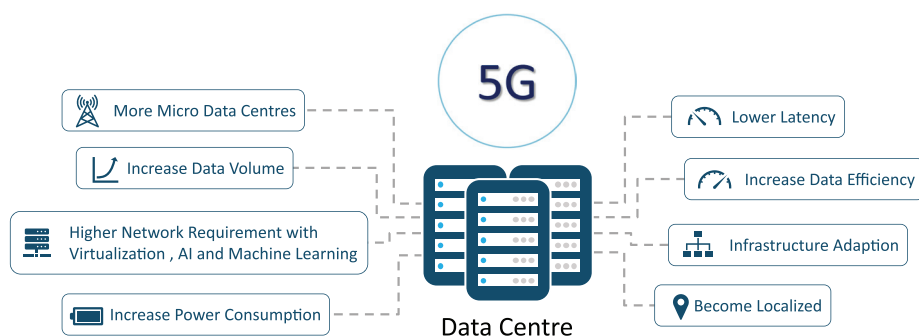 5G
More Micro Data Centres
Increase Data Volume
Higher Network Requirement with
Virtualization , AI and Machine Learning
Increase Power Consumption
Lower Latency
Increase Data Efficiency
Infrastructure Adaption
Become Localized
Data Centre